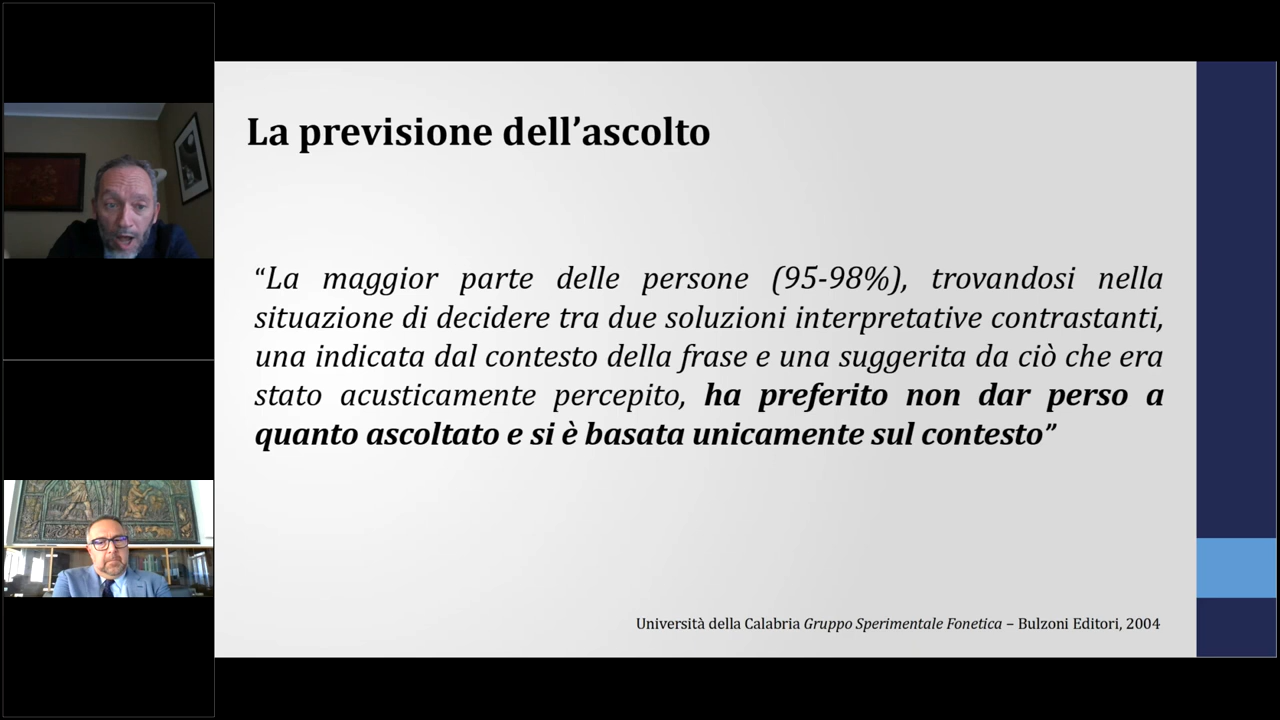 La previsione dell’ascolto
“La maggior parte delle persone (95-98%), trovandosi nella
situazione di decidere tra due soluzioni interpretative contrastanti,
una indicata dal contesto della frase e una suggerita da ciò che era
stato acusticamente percepito, ha preferito non dar perso a
quanto ascoltato e si è basata unicamente sul contesto”
Università della Calabria Gruppo Sperimentale Fonetica – Bulzoni Editori, 2004